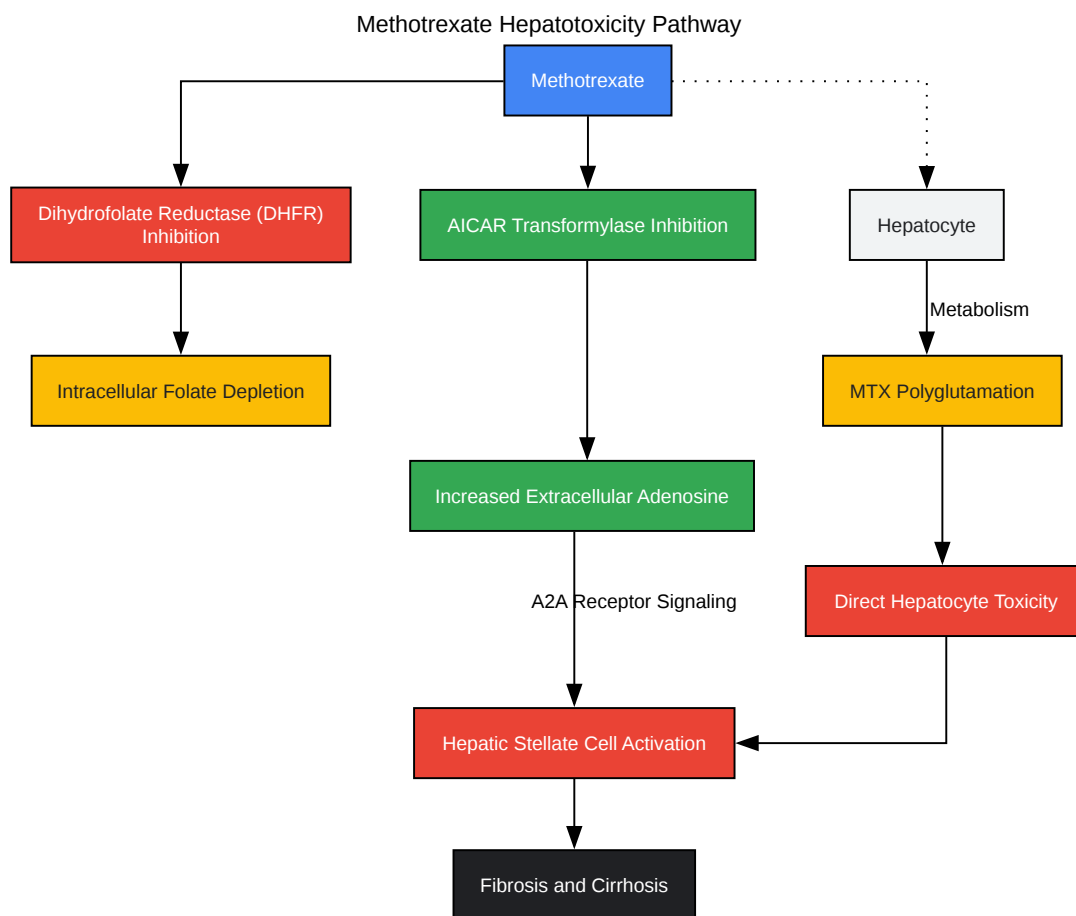 Methotrexate Hepatotoxicity Pathway
Methotrexate
Dihydrofolate Reductase (DHFR)
Inhibition
AICAR Transformylase Inhibition
Hepatocyte
Metabolism
Intracellular Folate Depletion
MTX Polyglutamation
Increased Extracellular Adenosine
A2A Receptor Signaling
Direct Hepatocyte Toxicity
Hepatic Stellate Cell Activation
Fibrosis and Cirrhosis